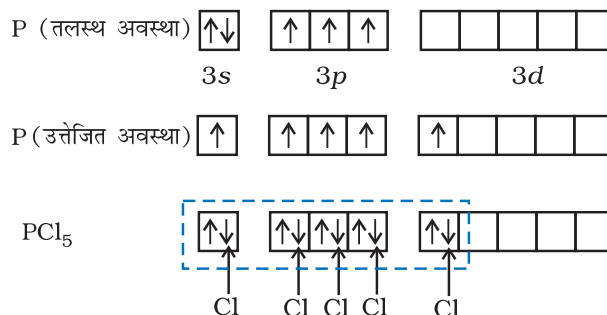 P (तलस्थ अवस्था) ↑↓ ↑ ↑ ↑
3s 3p 3d
P (उत्तेजित अवस्था) ↑ ↑ ↑ ↑ ↑
PCl₅ ↑↓ ↑↓ ↑↓ ↑↓ ↑↓
Cl Cl Cl Cl Cl